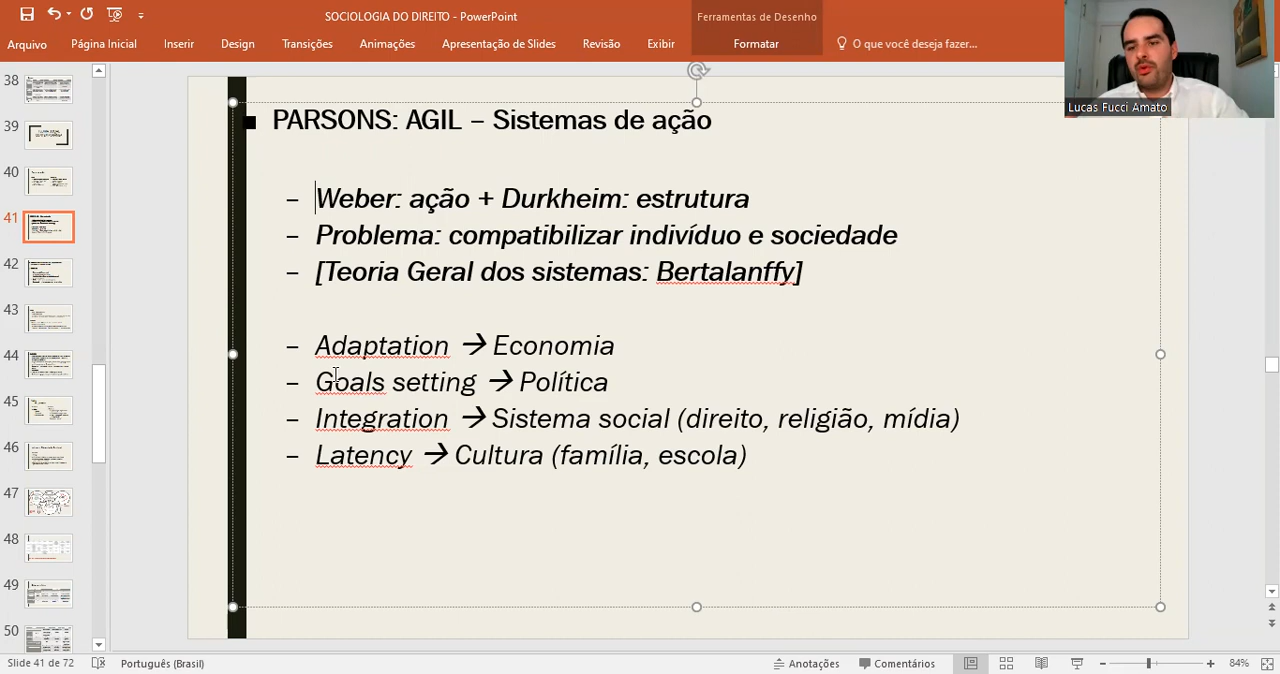 SOCIOLOGIA DO DIREITO - PowerPoint
Ferramentas de Desenho
Arquivo Página Inicial Inserir Design Transições Animações Apresentação de Slides Revisão Exibir Formatar O que você deseja fazer...
Lucas Fucci Amato
38
39
40
41
42
43
44
45
46
47
48
49
50
■ PARSONS: AGIL – Sistemas de ação
– Weber: ação + Durkheim: estrutura
– Problema: compatibilizar indivíduo e sociedade
– [Teoria Geral dos sistemas: Bertalanffy]
– Adaptation → Economia
– Goals setting → Política
– Integration → Sistema social (direito, religião, mídia)
– Latency → Cultura (família, escola)
Slide 41 de 72 Português (Brasil) Anotações Comentários 84%